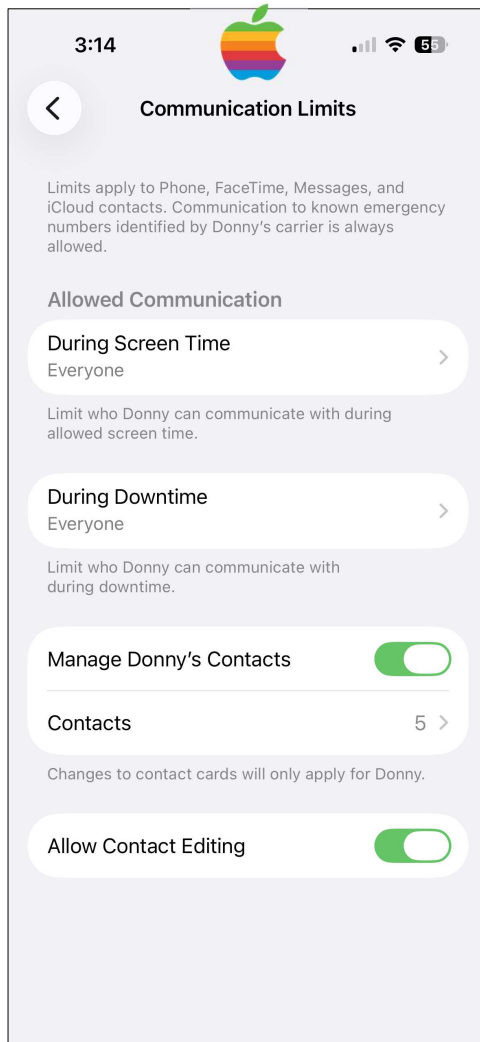 3:14
55
Communication Limits
Limits apply to Phone, FaceTime, Messages, and
iCloud contacts. Communication to known emergency
numbers identified by Donny’s carrier is always
allowed.
Allowed Communication
During Screen Time
Everyone
Limit who Donny can communicate with during
allowed screen time.
During Downtime
Everyone
Limit who Donny can communicate with
during downtime.
Manage Donny’s Contacts
Contacts 5
Changes to contact cards will only apply for Donny.
Allow Contact Editing